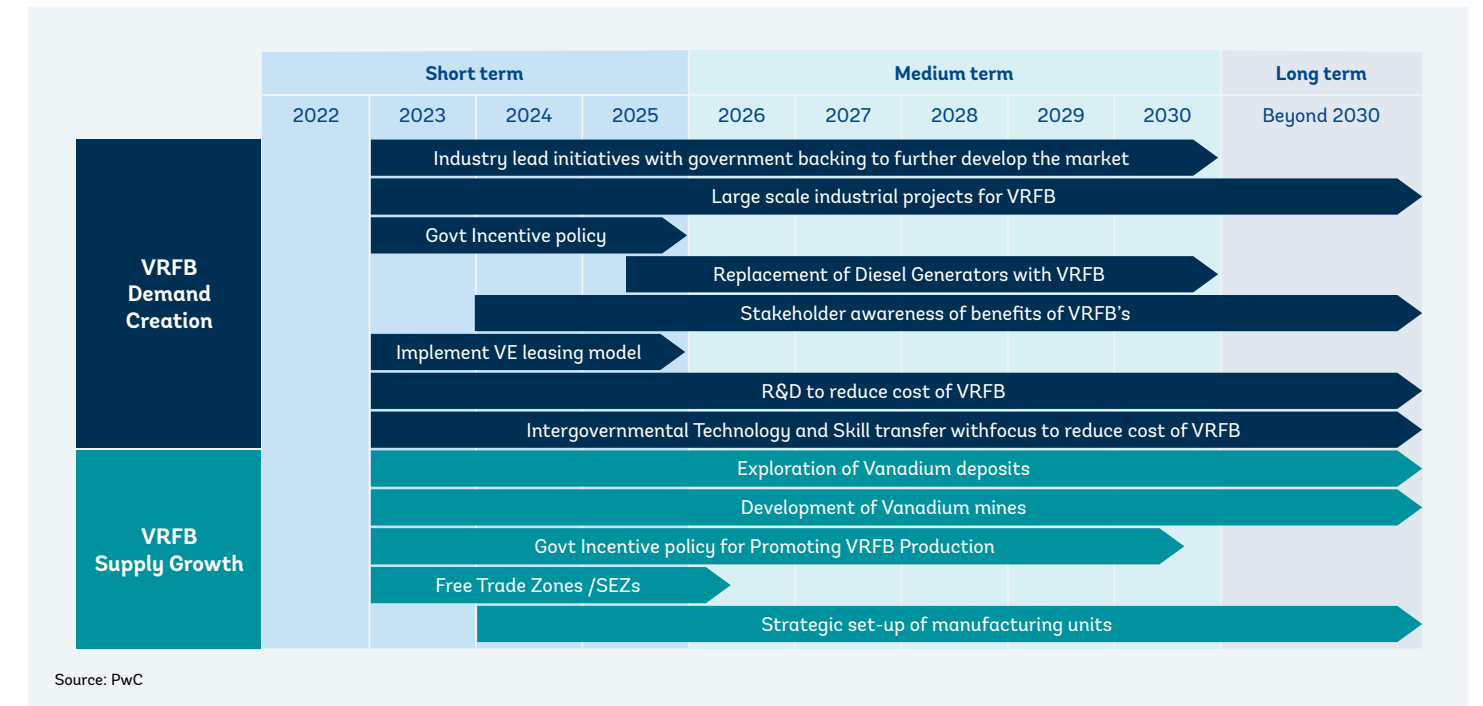 Short term Medium term Long term
2022 2023 2024 2025 2026 2027 2028 2029 2030 Beyond 2030
VRFB
Demand
Creation
Industry lead initiatives with government backing to further develop the market
Large scale industrial projects for VRFB
Govt Incentive policy
Replacement of Diesel Generators with VRFB
Stakeholder awareness of benefits of VRFB's
Implement VE leasing model
R&D to reduce cost of VRFB
Intergovernmental Technology and Skill transfer withfocus to reduce cost of VRFB
VRFB
Supply Growth
Exploration of Vanadium deposits
Development of Vanadium mines
Govt Incentive policy for Promoting VRFB Production
Free Trade Zones /SEZs
Strategic set-up of manufacturing units
Source: PwC